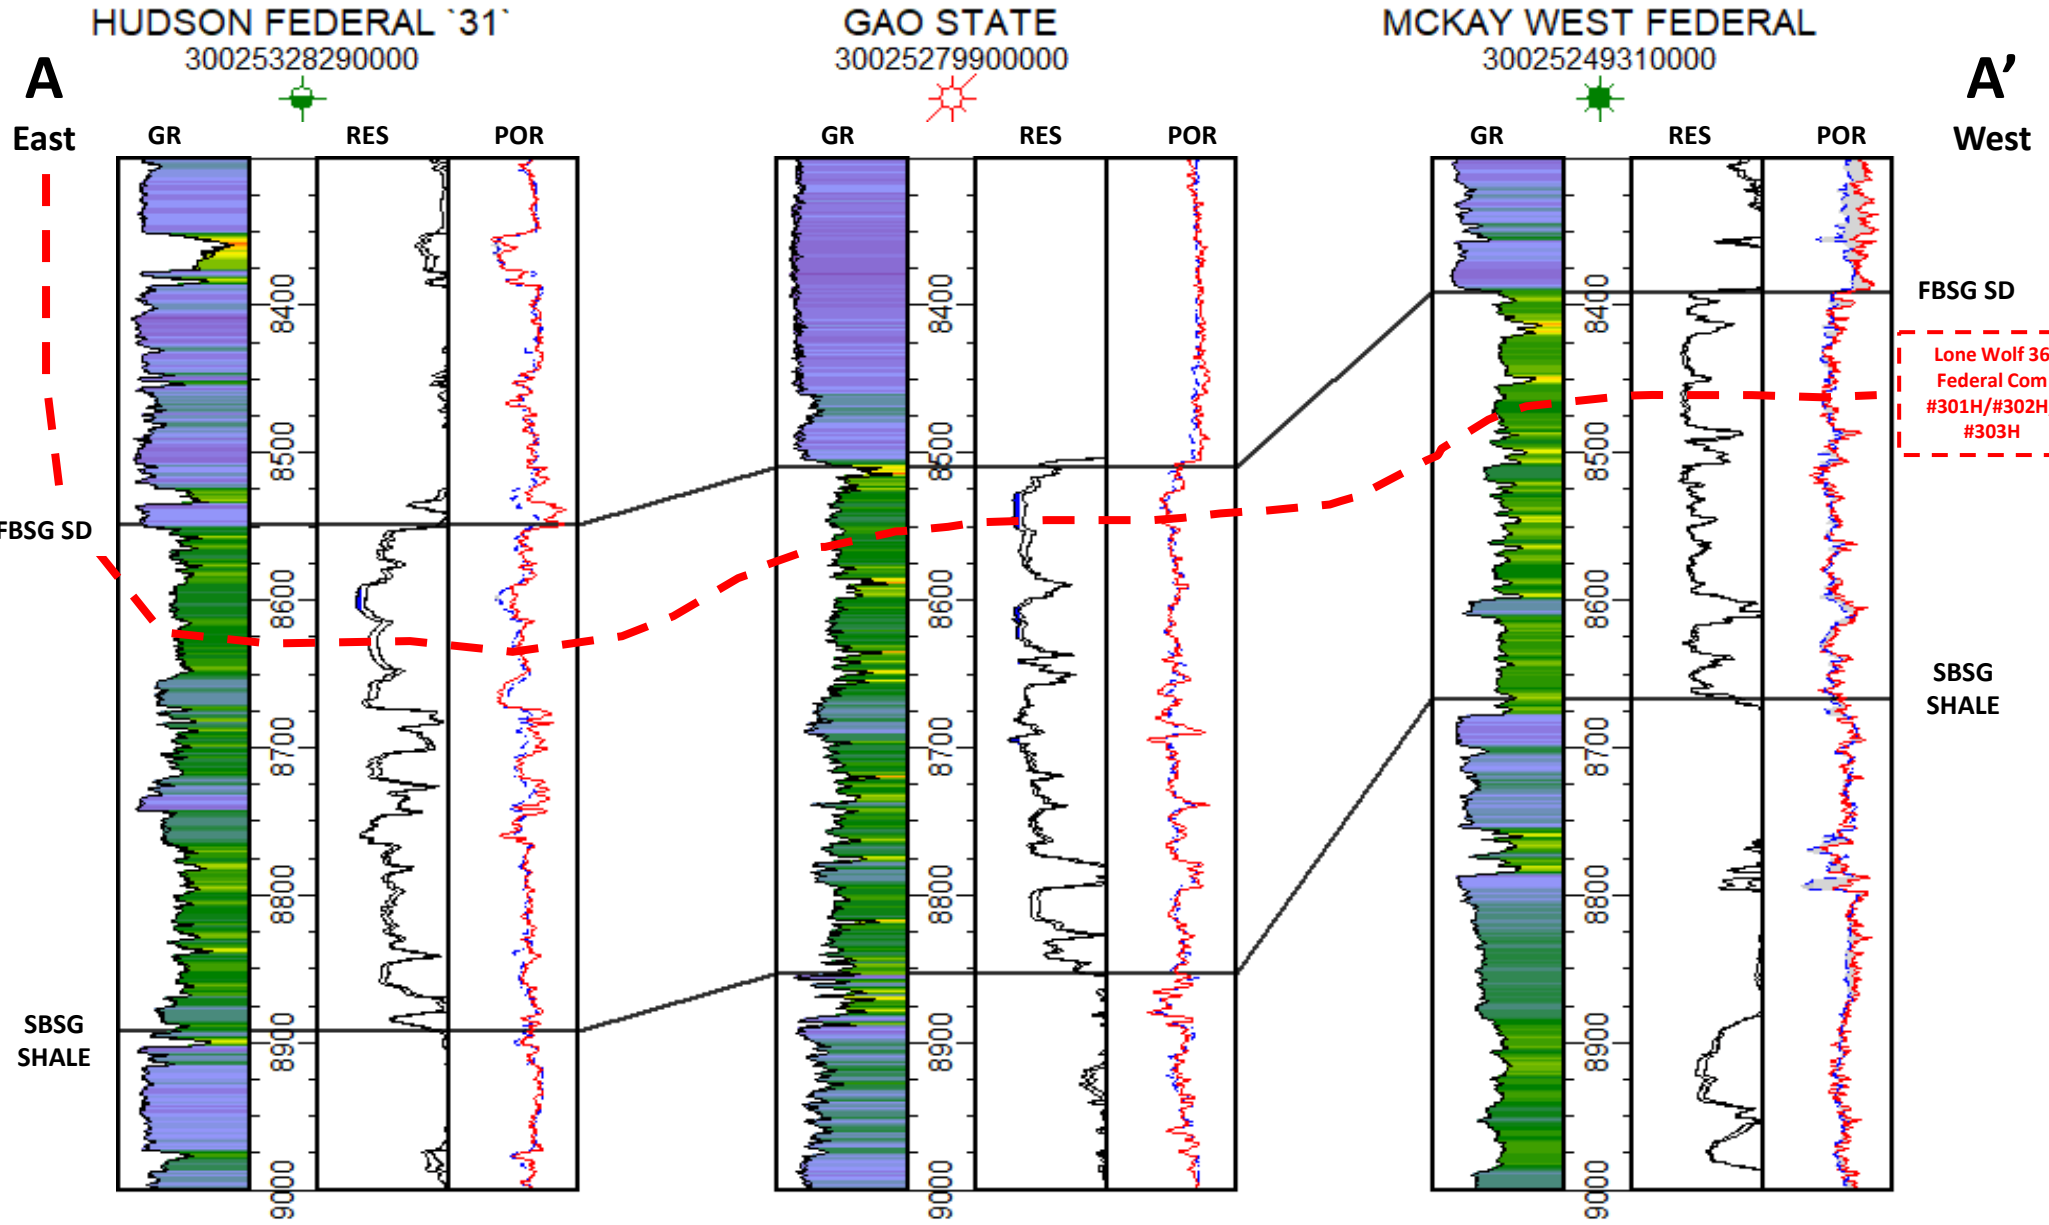 HUDSON FEDERAL `31`
30025328290000
GAO STATE
30025279900000
MCKAY WEST FEDERAL
30025249310000
A
East
A'
West
GR
RES
POR
GR
RES
POR
GR
RES
POR
8400
8500
8600
8700
8800
8900
9000
8400
8500
8600
8700
8800
8900
9000
8400
8500
8600
8700
8800
8900
9000
FBSG SD
SBSG
SHALE
FBSG SD
Lone Wolf 36
Federal Com
#301H/#302H
#303H
SBSG
SHALE